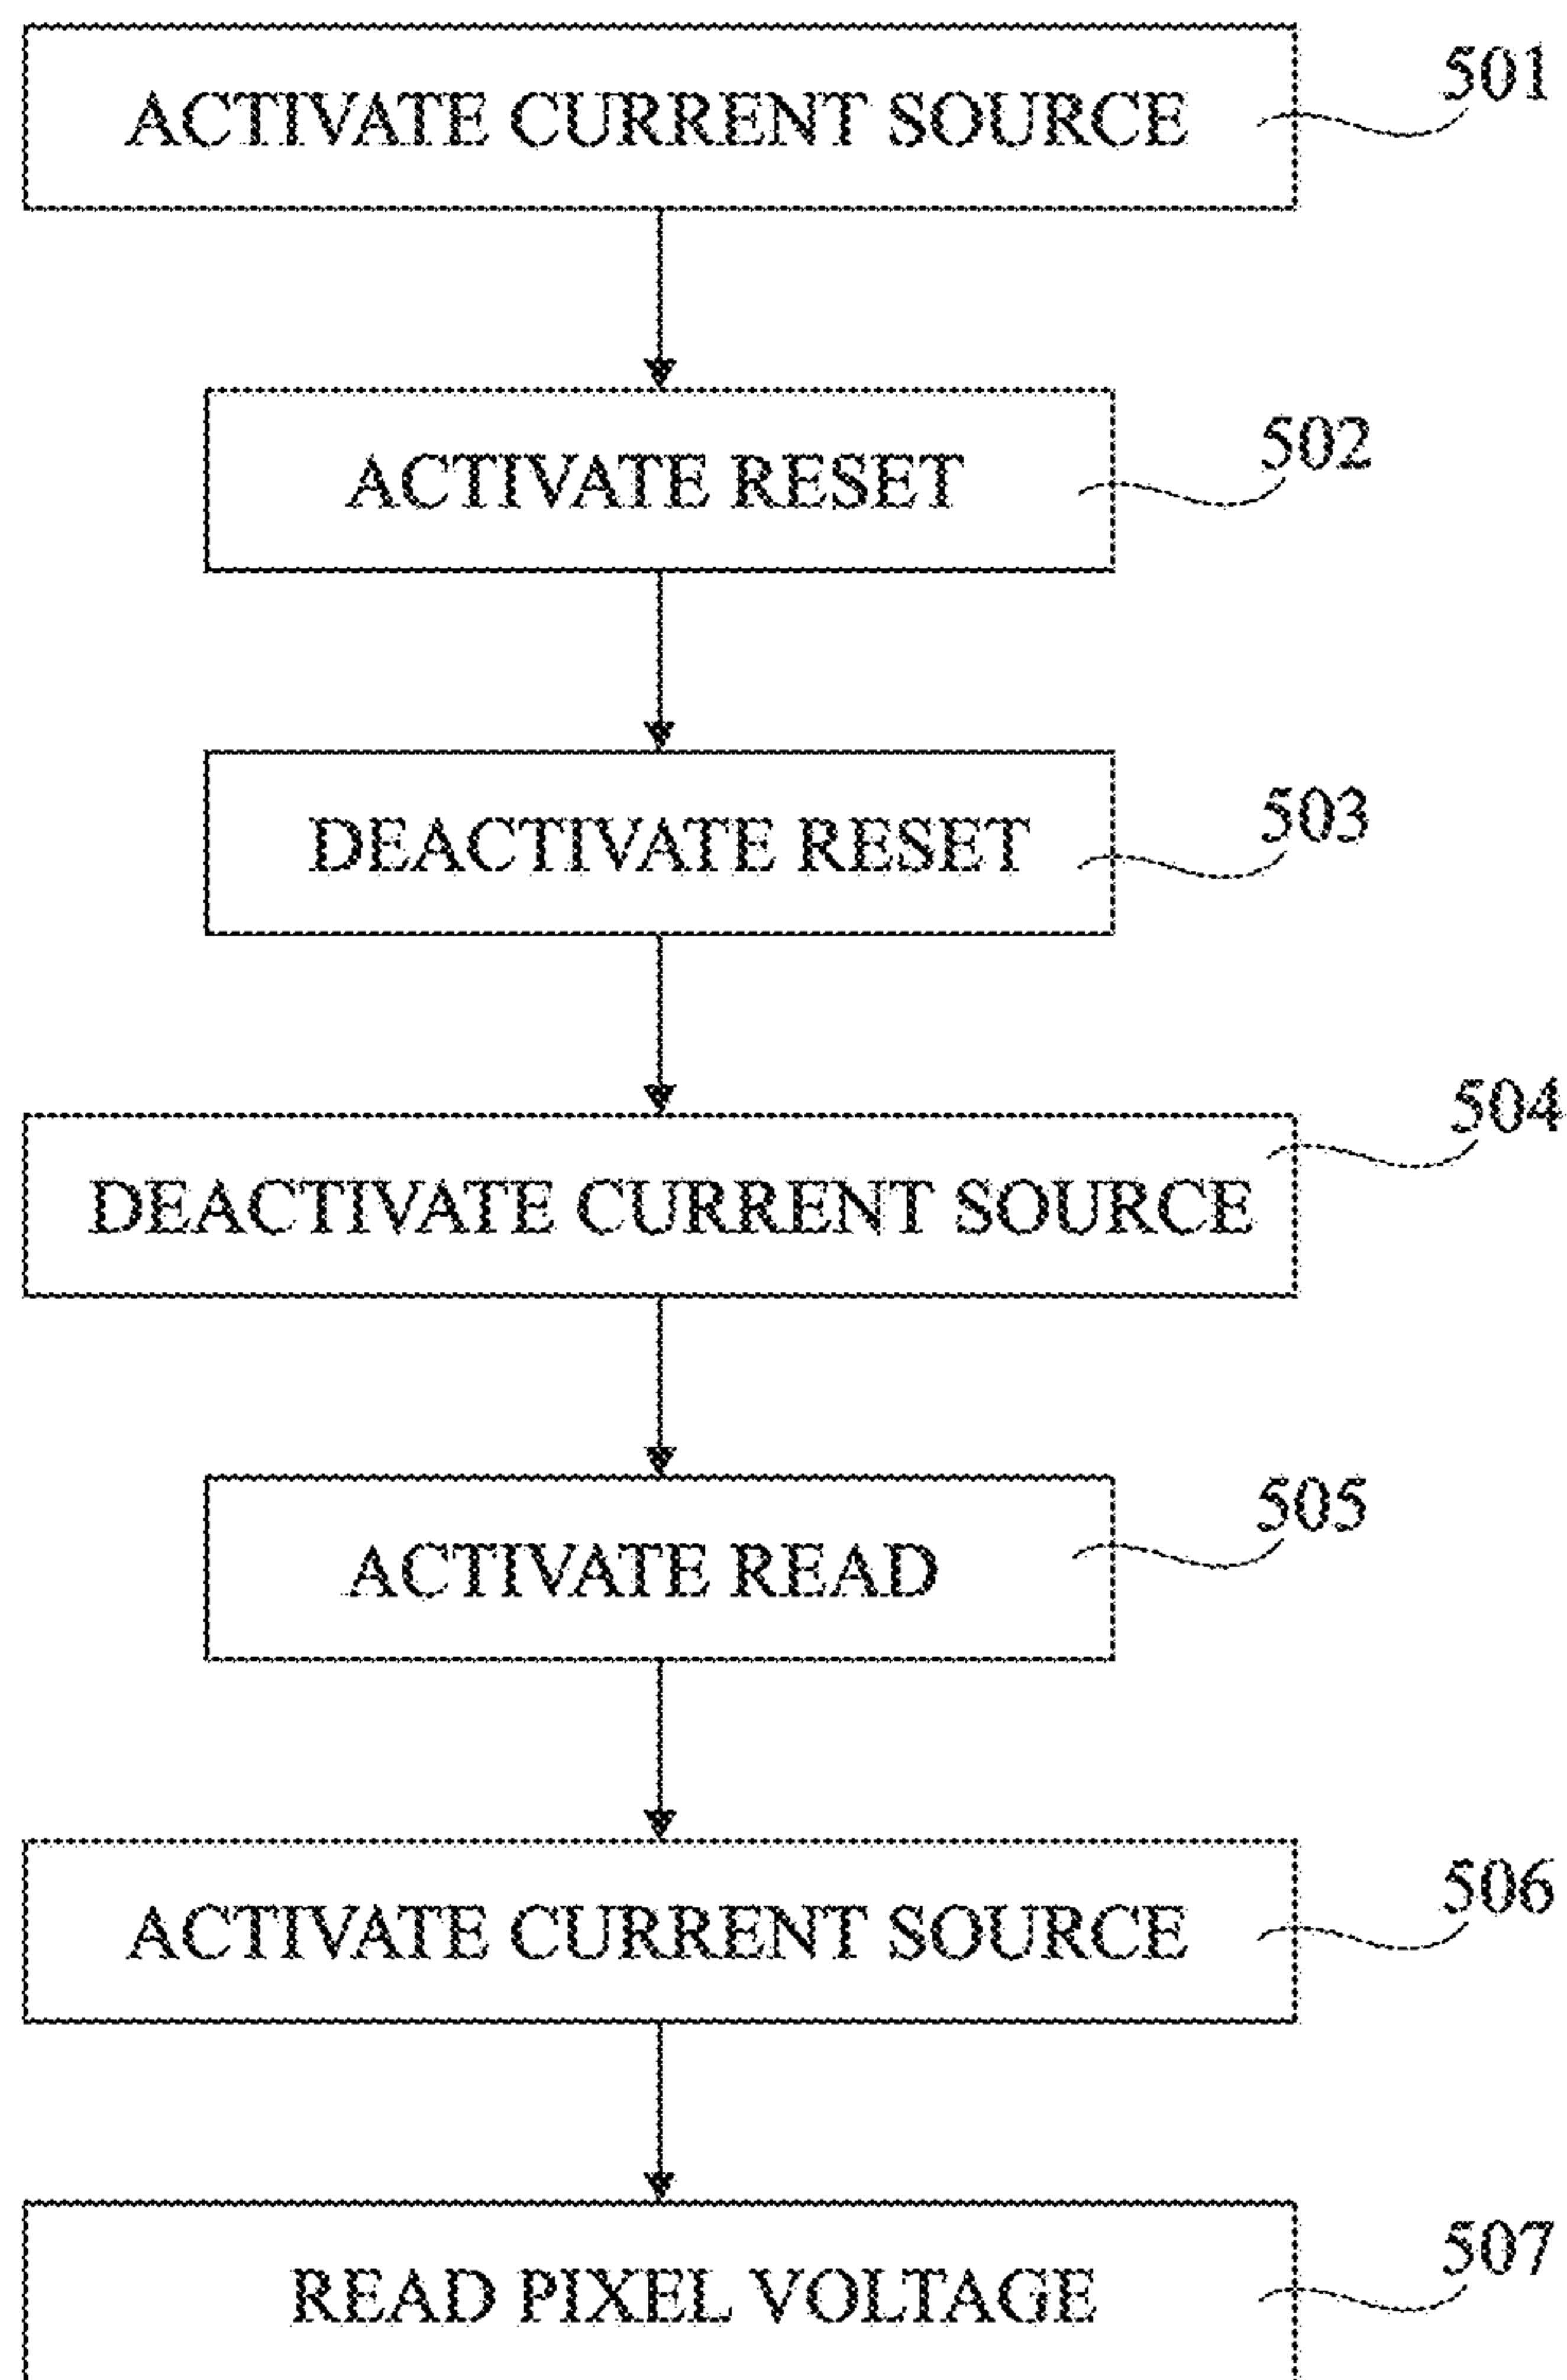 ACTIVATE CURRENT SOURCE
501
ACTIVATE RESET
502
DEACTIVATE RESET
503
DEACTIVATE CURRENT SOURCE
504
ACTIVATE READ
505
ACTIVATE CURRENT SOURCE
506
READ PIXEL VOLTAGE
507